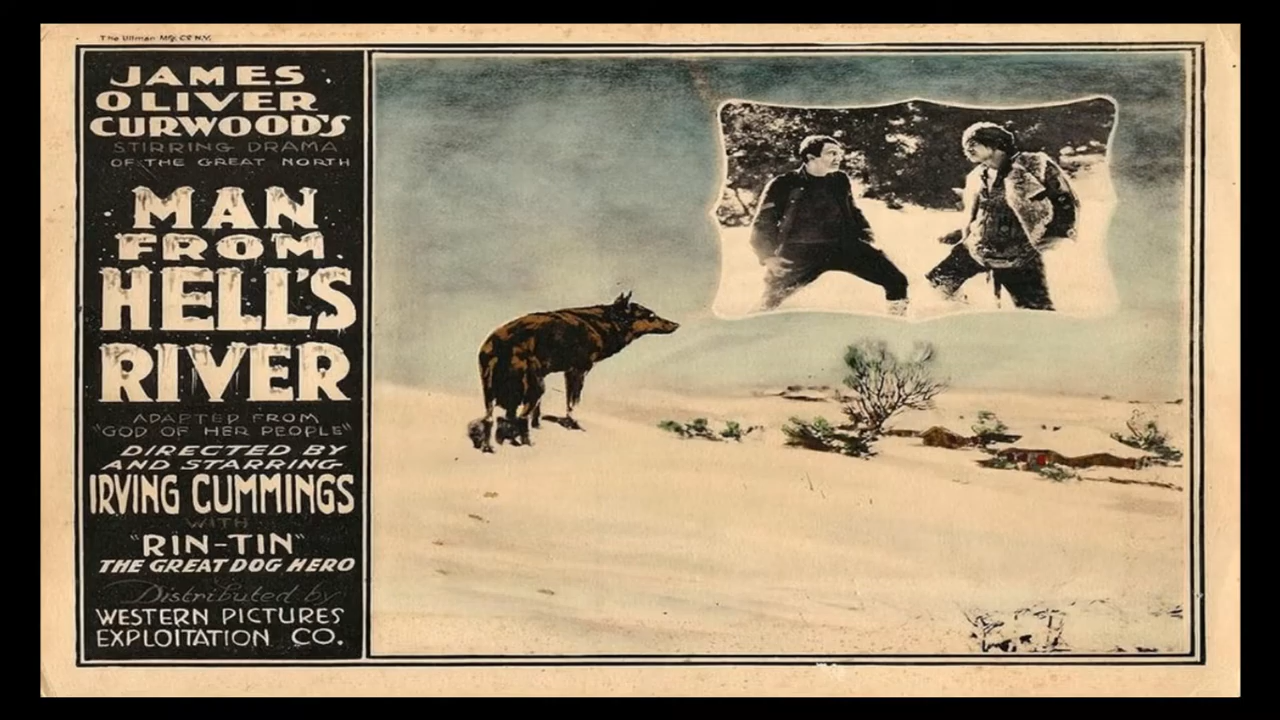 The Ullman Mfg. Co. N.Y.
JAMES
OLIVER
CURWOOD'S
STIRRING DRAMA
OF THE GREAT NORTH
MAN
FROM
HELL'S
RIVER
ADAPTED FROM
"GOD OF HER PEOPLE"
DIRECTED BY
AND STARRING
IRVING CUMMINGS
WITH
"RIN-TIN"
THE GREAT DOG HERO
Distributed by
WESTERN PICTURES
EXPLOITATION CO.